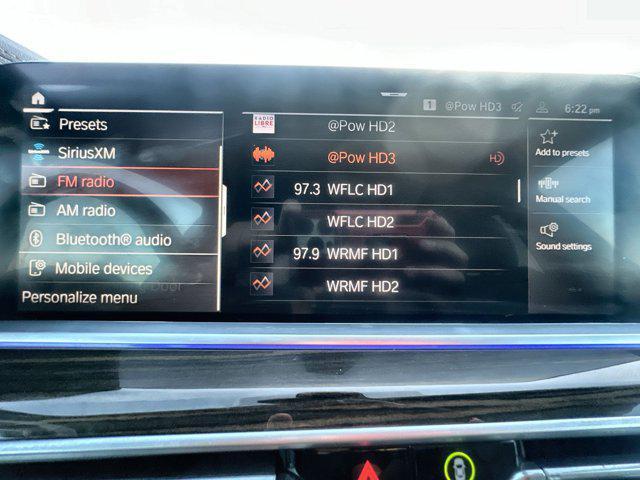 1 @Pow HD3 6:22 pm
Presets
SiriusXM
FM radio
AM radio
Bluetooth® audio
Mobile devices
Personalize menu
RADIO LIBRE @Pow HD2
@Pow HD3 HD
97.3 WFLC HD1
WFLC HD2
97.9 WRMF HD1
WRMF HD2
Add to presets
Manual search
Sound settings